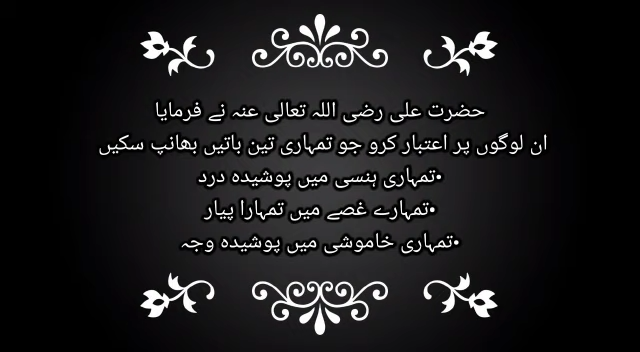 حضرت علی رضی اللہ تعالی عنہ نے فرمایا
ان لوگوں پر اعتبار کرو جو تمہاری تین باتیں بھانپ سکیں
•تمہاری ہنسی میں پوشیدہ درد
•تمہارے غصے میں تمہارا پیار
•تمہاری خاموشی میں پوشیدہ وجہ